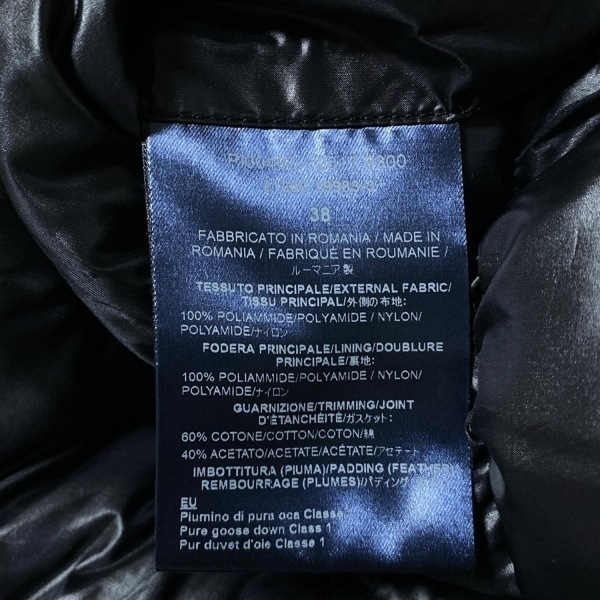 38
FABBRICATO IN ROMANIA / MADE IN
ROMANIA / FABRIQUÉ EN ROUMANIE /
ルーマニア製
TESSUTO PRINCIPALE/EXTERNAL FABRIC/
TISSU PRINCIPAL/外側の布地:
100% POLIAMMIDE/POLYAMIDE / NYLON/
POLYAMIDE/ナイロン
FODERA PRINCIPALE/LINING/DOUBLURE
PRINCIPALE/裏地:
100% POLIAMMIDE/POLYAMIDE / NYLON/
POLYAMIDE/ナイロン
GUARNIZIONE/TRIMMING/JOINT
D'ÉTANCHÉITÉ/ガスケット:
60% COTONE/COTTON/COTON/綿
40% ACETATO/ACETATE/ACÉTATE/アセテート
IMBOTTITURA (PIUMA)/PADDING (FEATHER)/
REMBOURRAGE (PLUMES)/パディング
EU
Piumino di pura oca Classe
Pure goose down Class 1
Pur duvet d'oie Classe 1